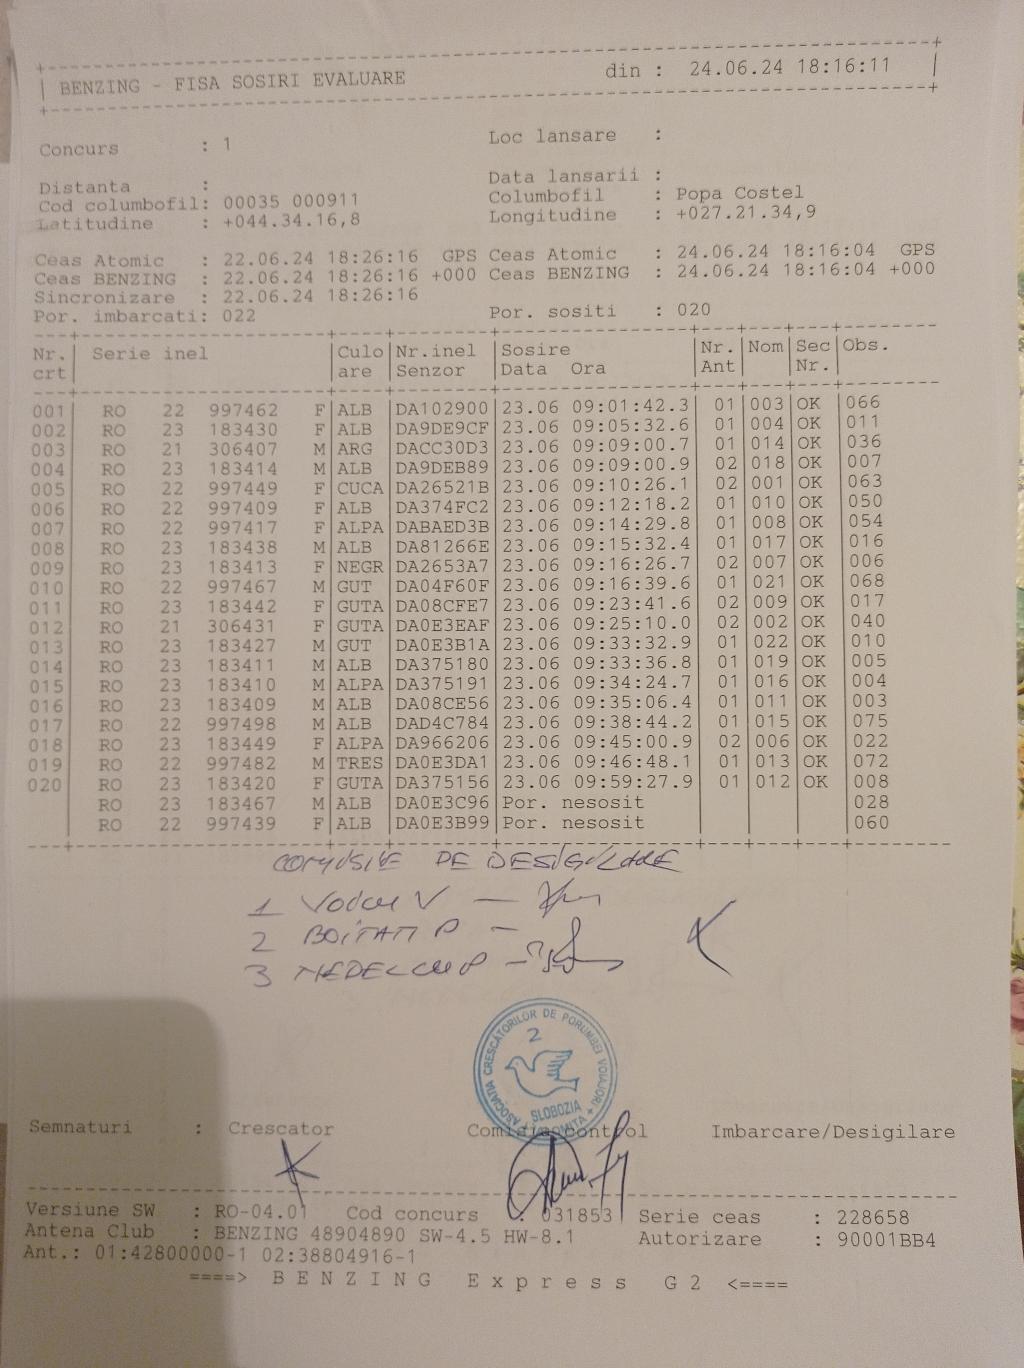 BENZING - FISA SOSIRI EVALUARE din : 24.06.24 18:16:11
Concurs : 1 Loc lansare :
Distanta : Data lansarii :
Cod columbofil: 00035 000911 Columbofil : Popa Costel
Latitudine : +044.34.16,8 Longitudine : +027.21.34,9
Ceas Atomic : 22.06.24 18:26:16 GPS Ceas Atomic : 24.06.24 18:16:04 GPS
Ceas BENZING : 22.06.24 18:26:16 +000 Ceas BENZING : 24.06.24 18:16:04 +000
Sincronizare : 22.06.24 18:26:16
Por. imbarcati: 022 Por. sositi : 020
Nr. Serie inel Culo Nr.inel Sosire Nr. Nom Sec Obs.
crt are Senzor Data Ora Ant Nr.
001 RO 22 997462 F ALB DA102900 23.06 09:01:42.3 01 003 OK 066
002 RO 23 183430 F ALB DA9DE9CF 23.06 09:05:32.6 01 004 OK 011
003 RO 21 306407 M ARG DACC30D3 23.06 09:09:00.7 01 014 OK 036
004 RO 23 183414 M ALB DA9DEB89 23.06 09:09:00.9 02 018 OK 007
005 RO 22 997449 F CUCA DA26521B 23.06 09:10:26.1 02 001 OK 063
006 RO 22 997409 F ALB DA374FC2 23.06 09:12:18.2 01 010 OK 050
007 RO 22 997417 F ALPA DABAED3B 23.06 09:14:29.8 01 008 OK 054
008 RO 23 183438 M ALB DA81266E 23.06 09:15:32.4 01 017 OK 016
009 RO 23 183413 F NEGR DA2653A7 23.06 09:16:26.7 02 007 OK 006
010 RO 22 997467 M GUT DA04F60F 23.06 09:16:39.6 01 021 OK 068
011 RO 23 183442 F GUTA DA08CFE7 23.06 09:23:41.6 02 009 OK 017
012 RO 21 306431 F GUTA DA0E3EAF 23.06 09:25:10.0 02 002 OK 040
013 RO 23 183427 M GUT DA0E3B1A 23.06 09:33:32.9 01 022 OK 010
014 RO 23 183411 M ALB DA375180 23.06 09:33:36.8 01 019 OK 005
015 RO 23 183410 M ALPA DA375191 23.06 09:34:24.7 01 016 OK 004
016 RO 23 183409 M ALB DA08CE56 23.06 09:35:06.4 01 011 OK 003
017 RO 22 997498 M ALB DAD4C784 23.06 09:38:44.2 01 015 OK 075
018 RO 23 183449 F ALPA DA966206 23.06 09:45:00.9 02 006 OK 022
019 RO 22 997482 M TRES DA0E3DA1 23.06 09:46:48.1 01 013 OK 072
020 RO 23 183420 F GUTA DA375156 23.06 09:59:27.9 01 012 OK 008
RO 23 183467 M ALB DA0E3C96 Por. nesosit 028
RO 22 997439 F ALB DA0E3B99 Por. nesosit 060
COMISIE DE DESIGILARE
1 V
2 P
3 NEDELCU P
ASOCIATIA CRESCĂTORILOR DE PORUMBEI VOIAJORI
2
SLOBOZIA
Semnaturi : Crescator Comisia control Imbarcare/Desigilare
Versiune SW : RO-04.01 Cod concurs : 031853 Serie ceas : 228658
Antena Club : BENZING 48904890 SW-4.5 HW-8.1 Autorizare : 90001BB4
Ant.: 01:42800000-1 02:38804916-1
====> BENZING Express G2 <====